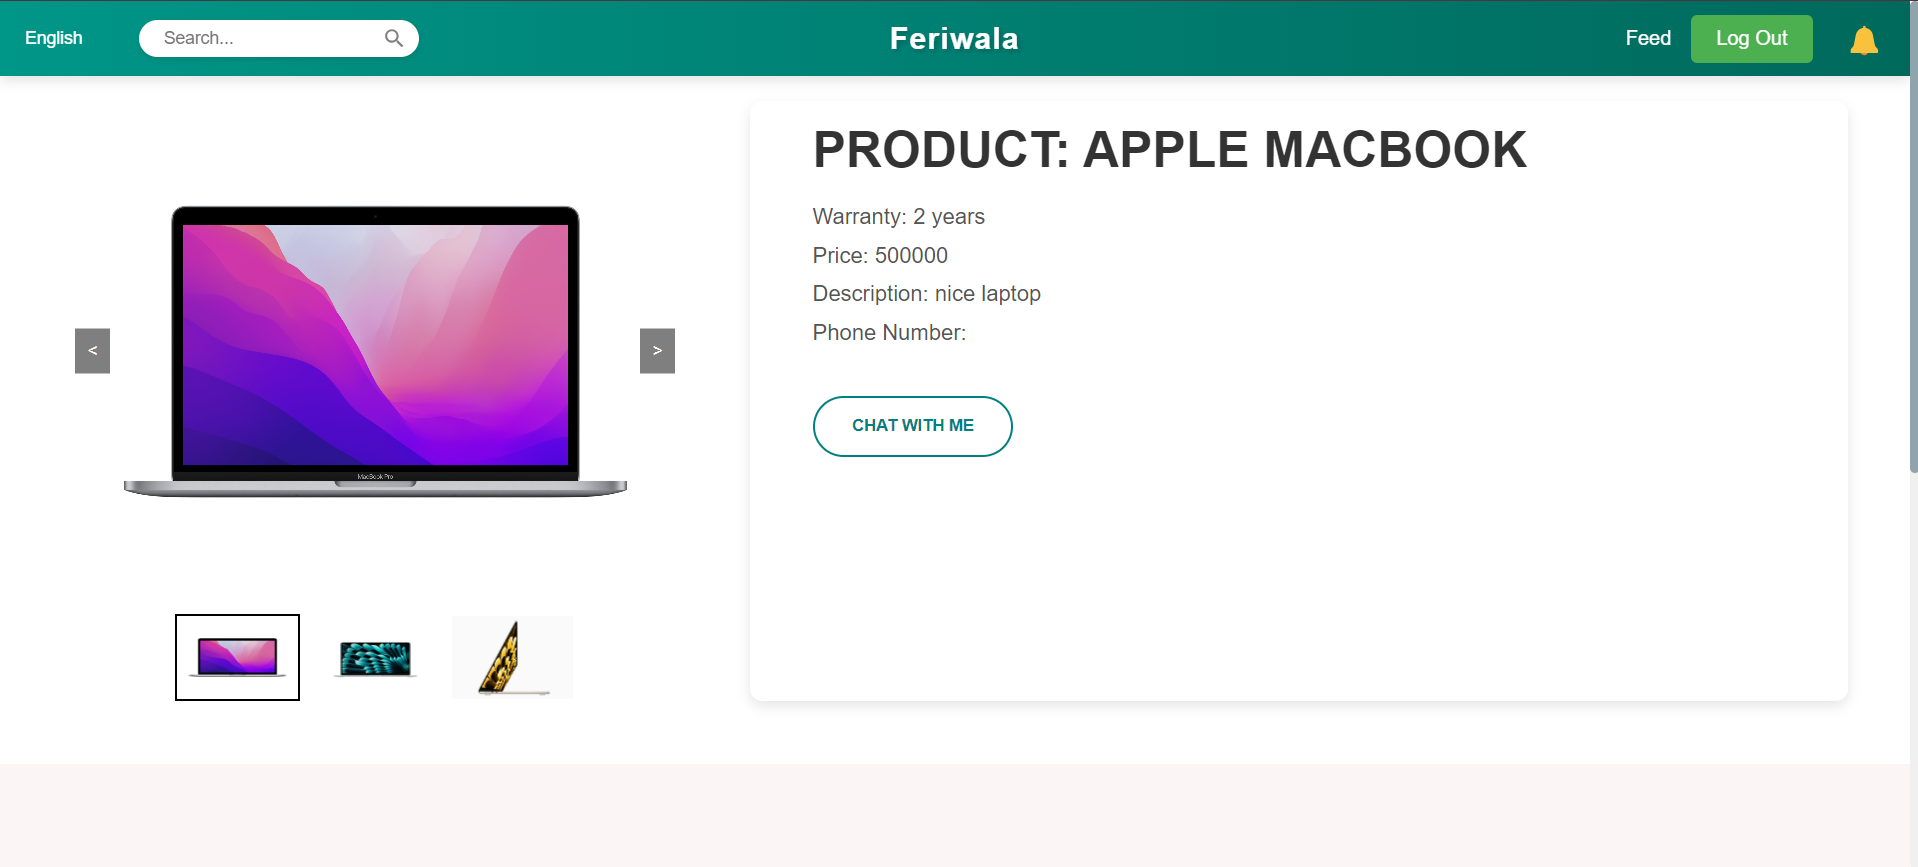 English
Search...
Feriwala
Feed
Log Out
PRODUCT: APPLE MACBOOK
Warranty: 2 years
Price: 500000
Description: nice laptop
Phone Number:
<
>
CHAT WITH ME
MacBook Pro